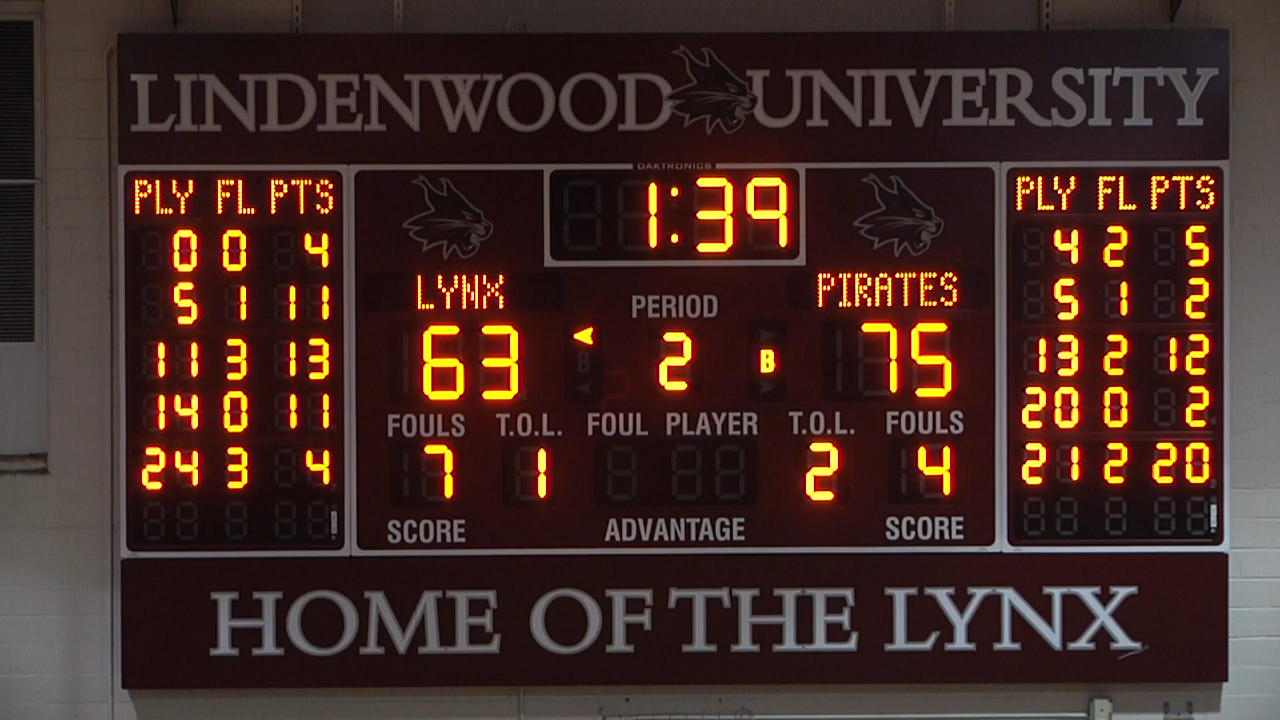 LINDENWOOD UNIVERSITY
DAKTRONICS
1:39
PLY FL PTS
0 0 4
5 1 11
11 3 13
14 0 11
24 3 4
LYNX PERIOD PIRATES
63 2 B 75
FOULS T.O.L. FOUL PLAYER T.O.L. FOULS
7 1 2 4
SCORE ADVANTAGE SCORE
PLY FL PTS
4 2 5
5 1 2
13 2 12
20 0 2
21 2 20
HOME OF THE LYNX